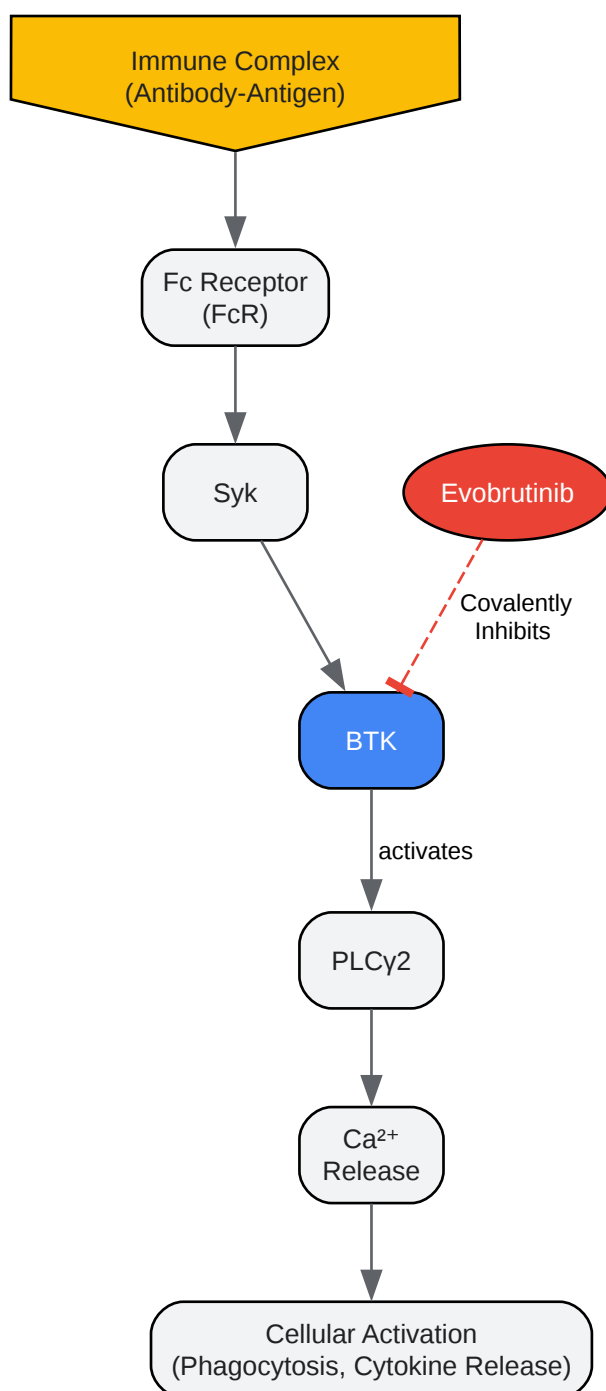 Immune Complex
(Antibody-Antigen)
Fc Receptor
(FcR)
Syk
Evobrutinib
Covalently
Inhibits
BTK
activates
PLCγ2
Ca²⁺
Release
Cellular Activation
(Phagocytosis, Cytokine Release)